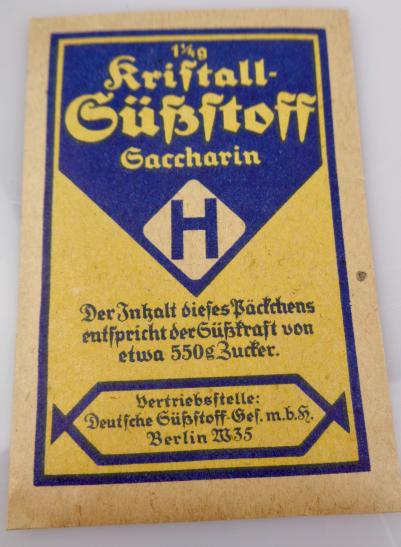 1¼g
Kristall-
Süßstoff
Saccharin
H
Der Inhalt dieses Päckchens
entspricht der Süßkraft von
etwa 550g Zucker.
Vertriebsstelle:
Deutsche Süßstoff-Ges.m.b.H.
Berlin W35